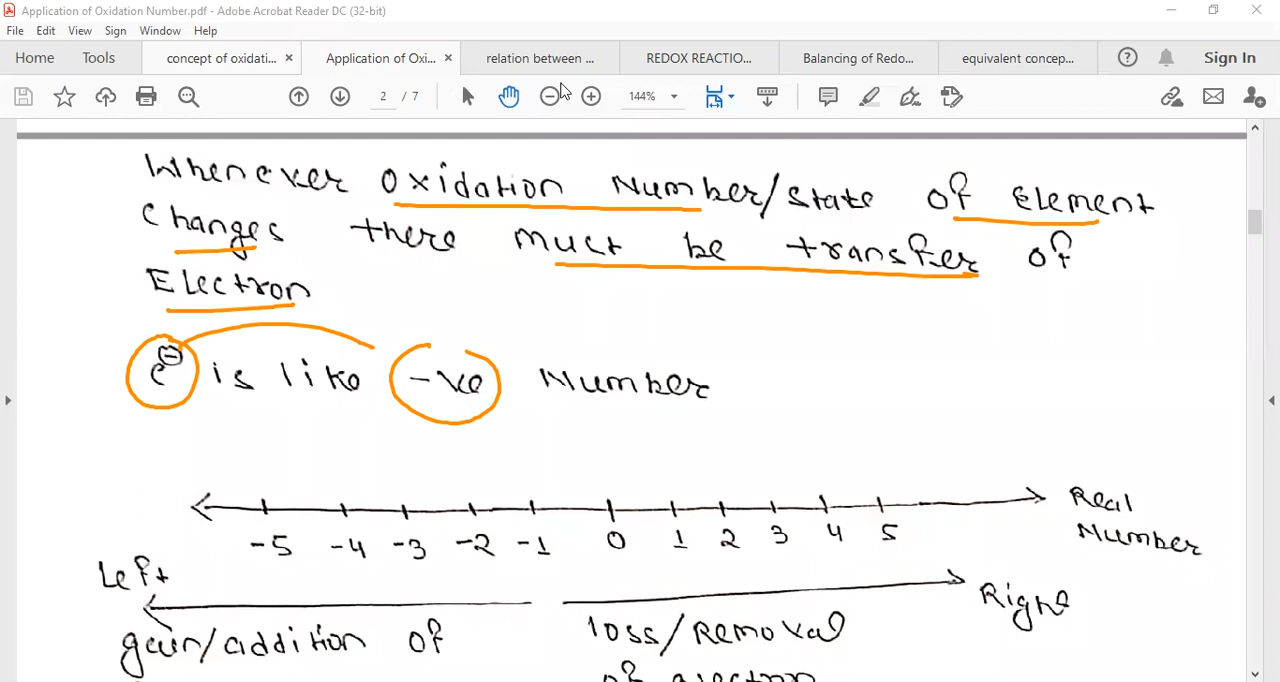 Application of Oxidation Number.pdf - Adobe Acrobat Reader DC (32-bit)
File Edit View Sign Window Help
Home Tools concept of oxidati... × Application of Oxi... × relation between ... REDOX REACTIO... Balancing of Redo... equivalent concep... Sign In
2 / 7 144%
Whenever Oxidation Number/state of Element
Changes there must be transfer of
Electron
e⊖ is like -ve Number
-5 -4 -3 -2 -1 0 1 2 3 4 5 Real
Number
Left
Right
gain/addition of loss/Removal
of electron